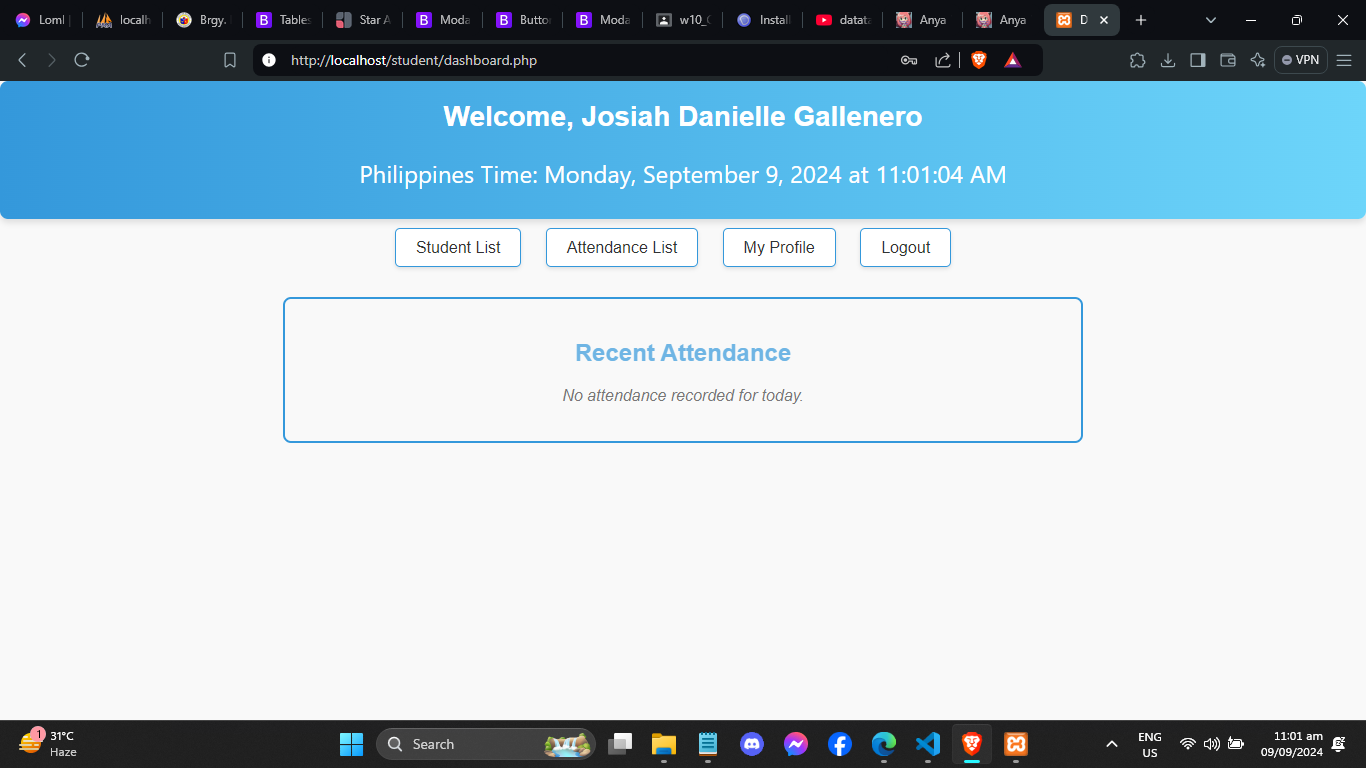 Loml
localh
Brgy.
Tables
Star A
Moda
Butto
Moda
w10_
Install
datata
Anya
Anya
D
http://localhost/student/dashboard.php
VPN
Welcome, Josiah Danielle Gallenero
Philippines Time: Monday, September 9, 2024 at 11:01:04 AM
Student List
Attendance List
My Profile
Logout
Recent Attendance
No attendance recorded for today.
1
31°C
Haze
Search
ENG
US
11:01 am
09/09/2024